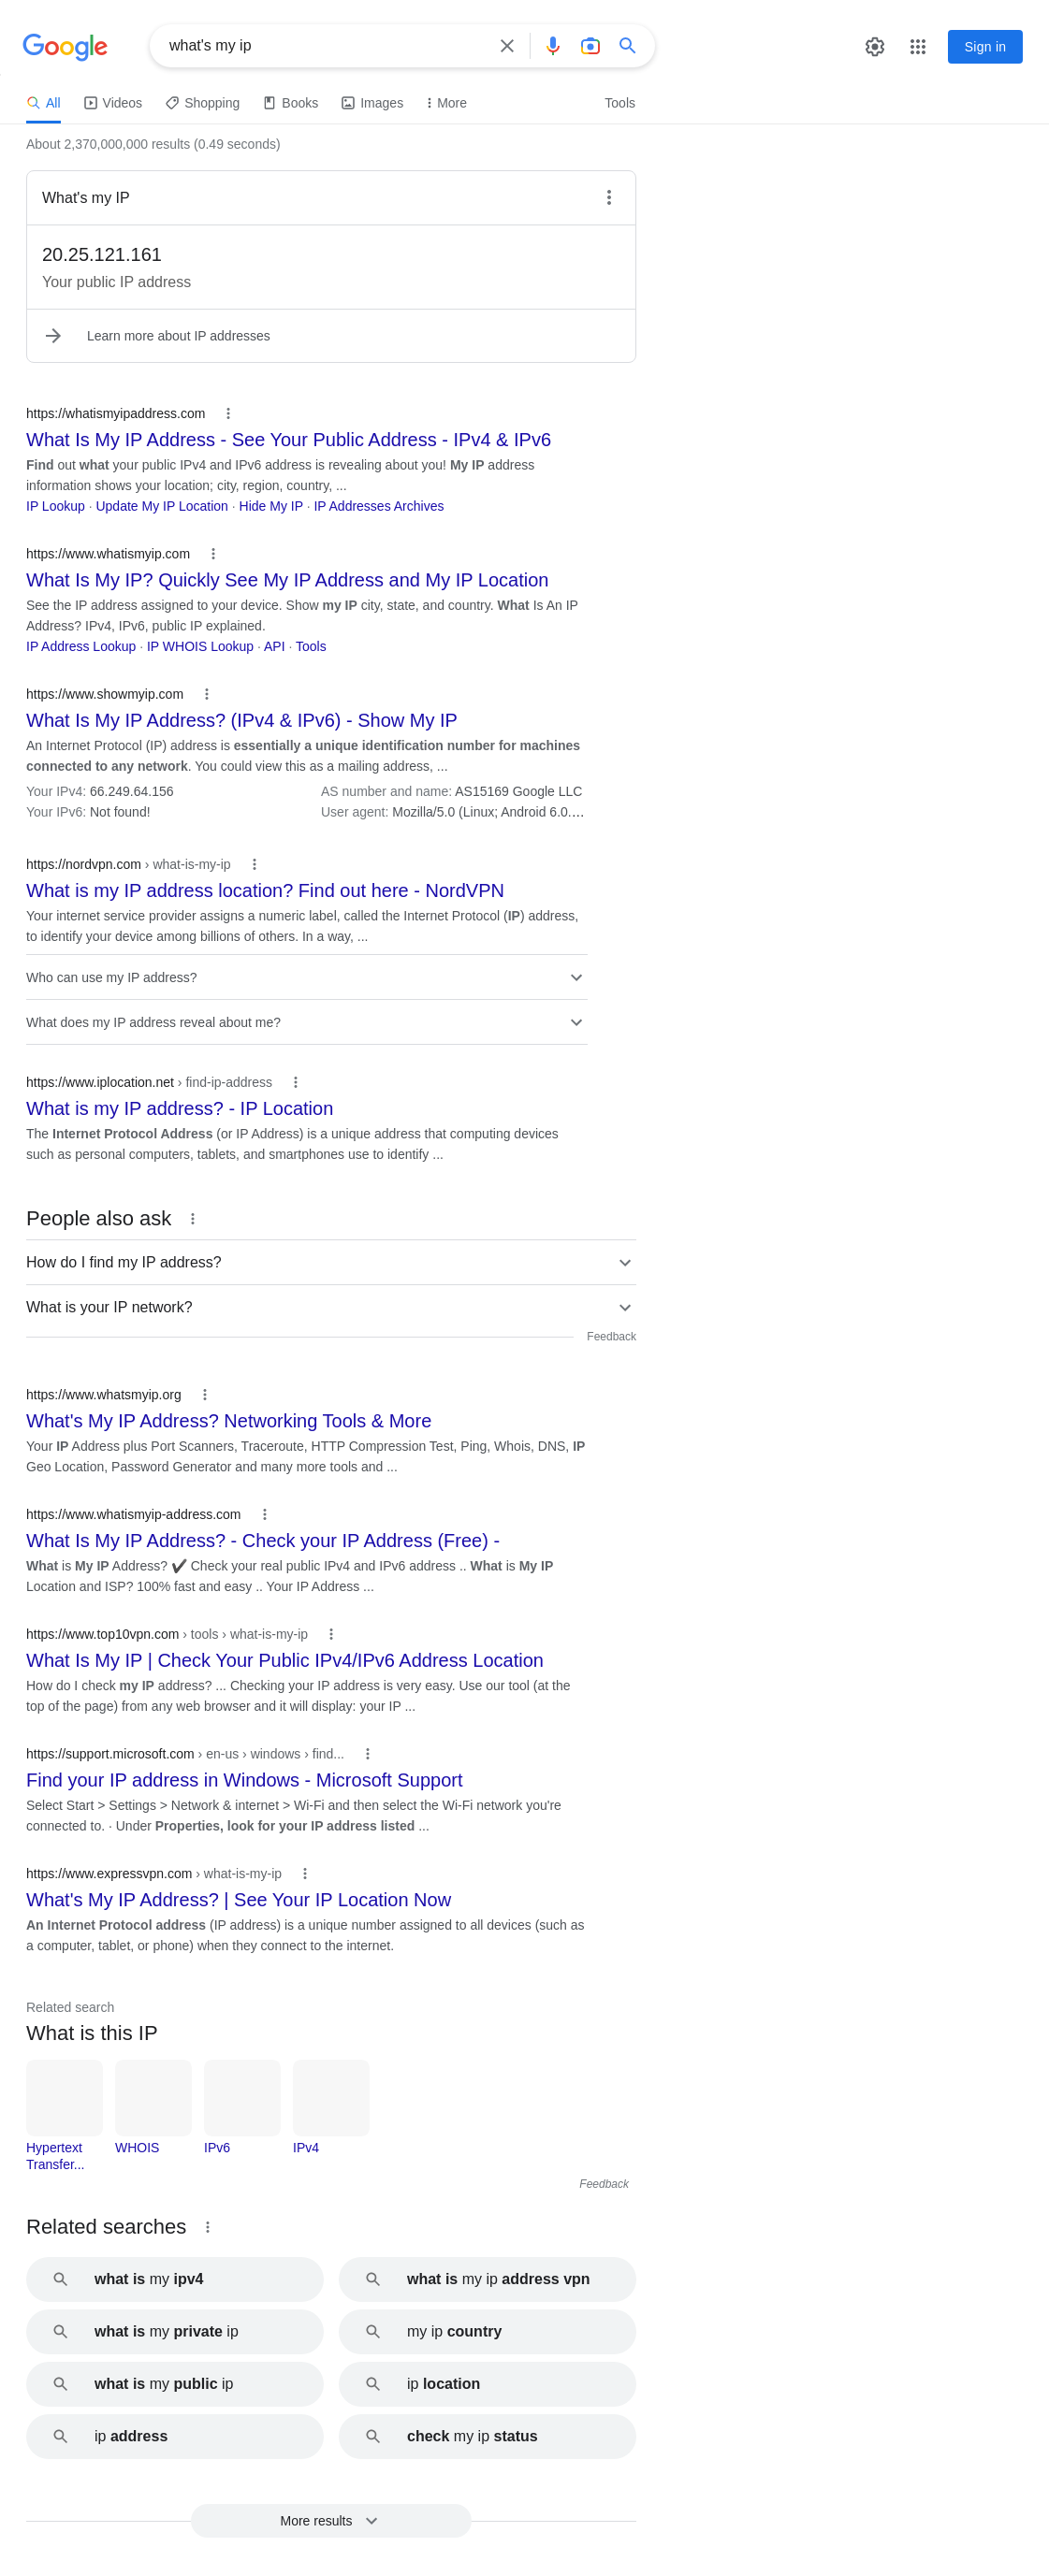 Google
what's my ip
Sign in
All
Videos
Shopping
Books
Images
More
Tools
About 2,370,000,000 results (0.49 seconds)
What's my IP
20.25.121.161
Your public IP address
Learn more about IP addresses
https://whatismyipaddress.com
What Is My IP Address - See Your Public Address - IPv4 & IPv6
Find out what your public IPv4 and IPv6 address is revealing about you! My IP address
information shows your location; city, region, country, ...
IP Lookup · Update My IP Location · Hide My IP · IP Addresses Archives
https://www.whatismyip.com
What Is My IP? Quickly See My IP Address and My IP Location
See the IP address assigned to your device. Show my IP city, state, and country. What Is An IP
Address? IPv4, IPv6, public IP explained.
IP Address Lookup · IP WHOIS Lookup · API · Tools
https://www.showmyip.com
What Is My IP Address? (IPv4 & IPv6) - Show My IP
An Internet Protocol (IP) address is essentially a unique identification number for machines
connected to any network. You could view this as a mailing address, ...
Your IPv4: 66.249.64.156
AS number and name: AS15169 Google LLC
Your IPv6: Not found!
User agent: Mozilla/5.0 (Linux; Android 6.0....
https://nordvpn.com › what-is-my-ip
What is my IP address location? Find out here - NordVPN
Your internet service provider assigns a numeric label, called the Internet Protocol (IP) address,
to identify your device among billions of others. In a way, ...
Who can use my IP address?
What does my IP address reveal about me?
https://www.iplocation.net › find-ip-address
What is my IP address? - IP Location
The Internet Protocol Address (or IP Address) is a unique address that computing devices
such as personal computers, tablets, and smartphones use to identify ...
People also ask
How do I find my IP address?
What is your IP network?
Feedback
https://www.whatsmyip.org
What's My IP Address? Networking Tools & More
Your IP Address plus Port Scanners, Traceroute, HTTP Compression Test, Ping, Whois, DNS, IP
Geo Location, Password Generator and many more tools and ...
https://www.whatismyip-address.com
What Is My IP Address? - Check your IP Address (Free) -
What is My IP Address? ✔️ Check your real public IPv4 and IPv6 address .. What is My IP
Location and ISP? 100% fast and easy .. Your IP Address ...
https://www.top10vpn.com › tools › what-is-my-ip
What Is My IP | Check Your Public IPv4/IPv6 Address Location
How do I check my IP address? ... Checking your IP address is very easy. Use our tool (at the
top of the page) from any web browser and it will display: your IP ...
https://support.microsoft.com › en-us › windows › find...
Find your IP address in Windows - Microsoft Support
Select Start > Settings > Network & internet > Wi-Fi and then select the Wi-Fi network you're
connected to. · Under Properties, look for your IP address listed ...
https://www.expressvpn.com › what-is-my-ip
What's My IP Address? | See Your IP Location Now
An Internet Protocol address (IP address) is a unique number assigned to all devices (such as
a computer, tablet, or phone) when they connect to the internet.
Related search
What is this IP
Hypertext
Transfer...
WHOIS
IPv6
IPv4
Feedback
Related searches
what is my ipv4
what is my ip address vpn
what is my private ip
my ip country
what is my public ip
ip location
ip address
check my ip status
More results